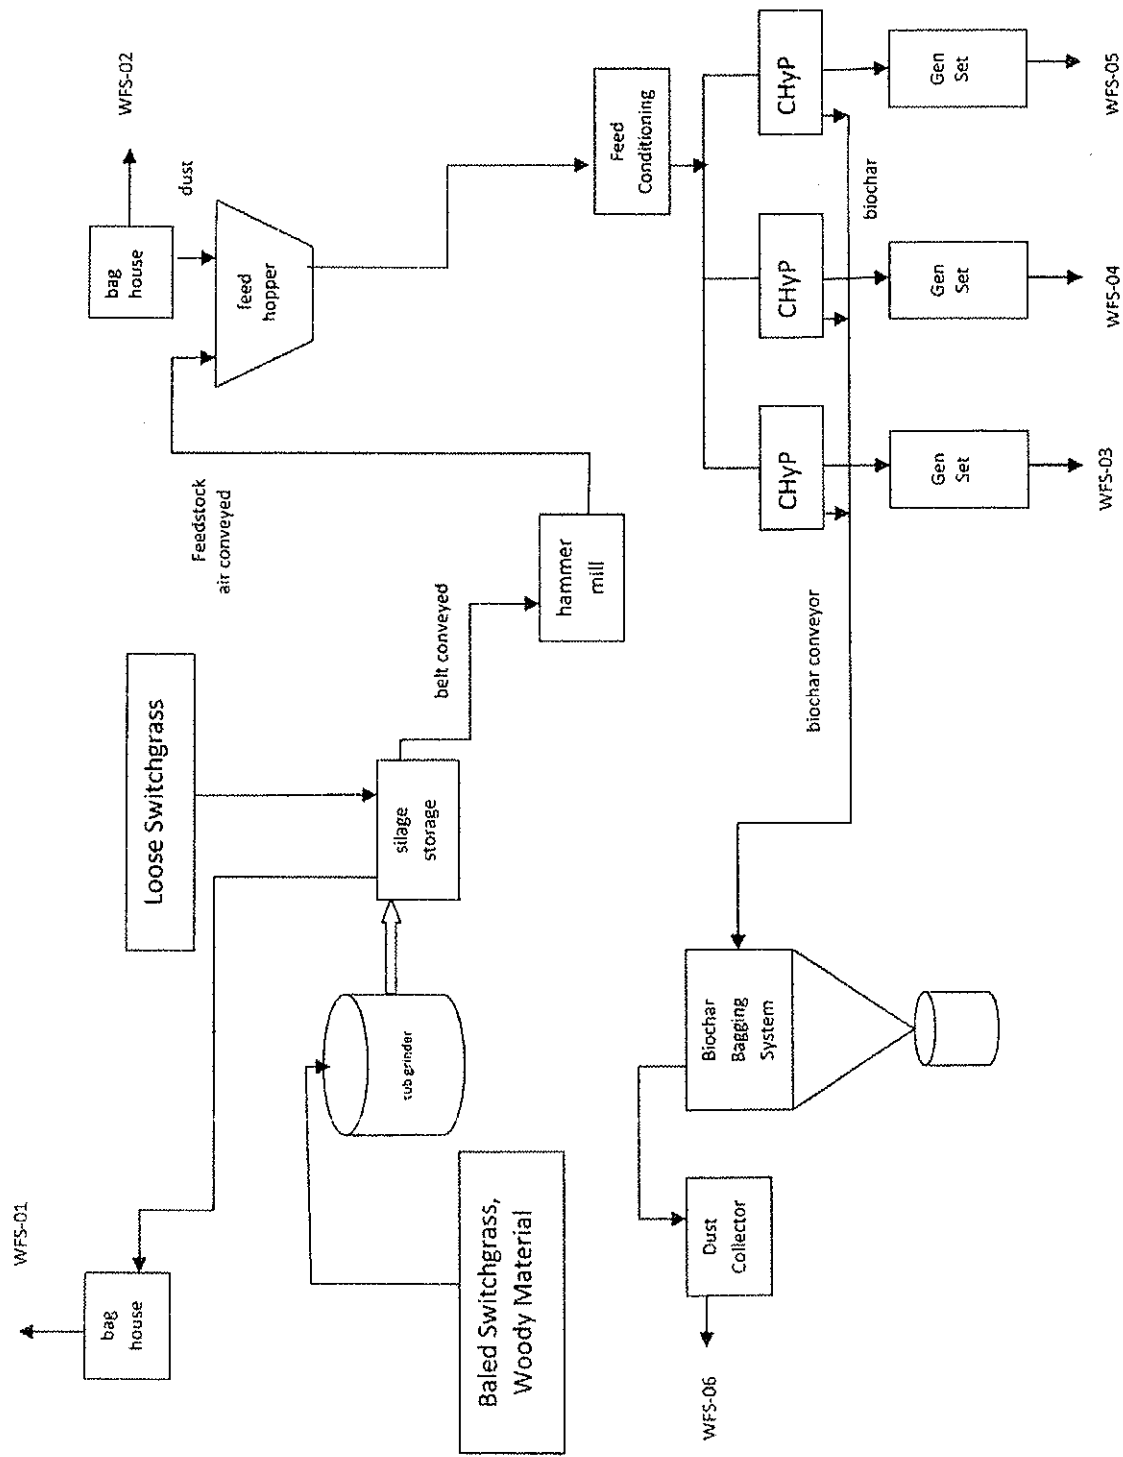 WFS-01
bag
house
Loose Switchgrass
bag
house
WFS-02
dust
Feedstock
air conveyed
feed
hopper
tub grinder
silage
storage
belt conveyed
Baled Switchgrass,
Woody Material
hammer
mill
Feed
Conditioning
WFS-06
Dust
Collector
Biochar
Bagging
System
biochar conveyor
CHyP
CHyP
CHyP
biochar
Gen
Set
Gen
Set
Gen
Set
WFS-03
WFS-04
WFS-05